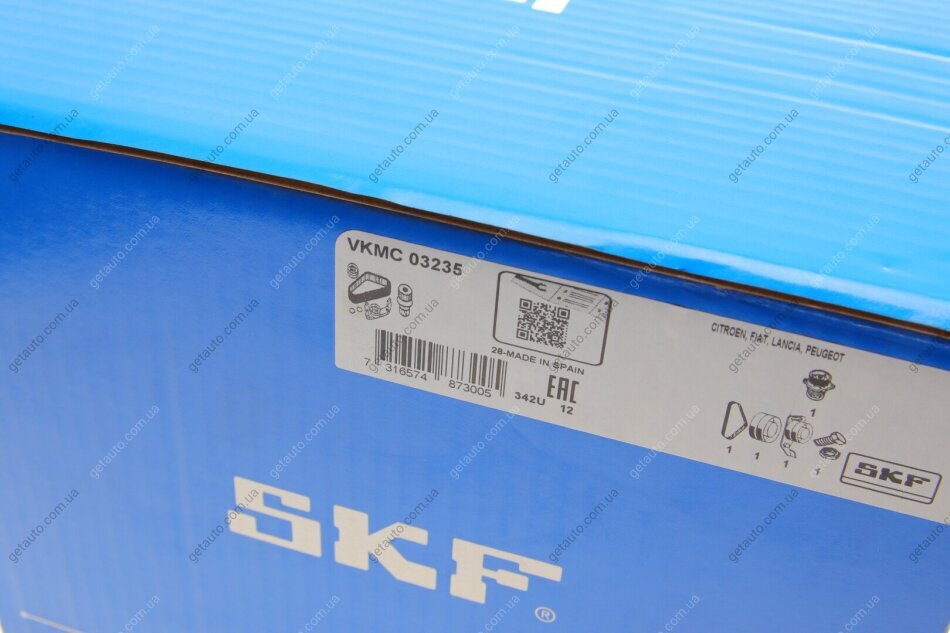 VKMC 03235
28-MADE IN SPAIN
7 316574 873005
342U
EAC
12
CITROEN, FIAT, LANCIA, PEUGEOT
1
1 1 1 1
SKF
SKF®
getauto.com.ua